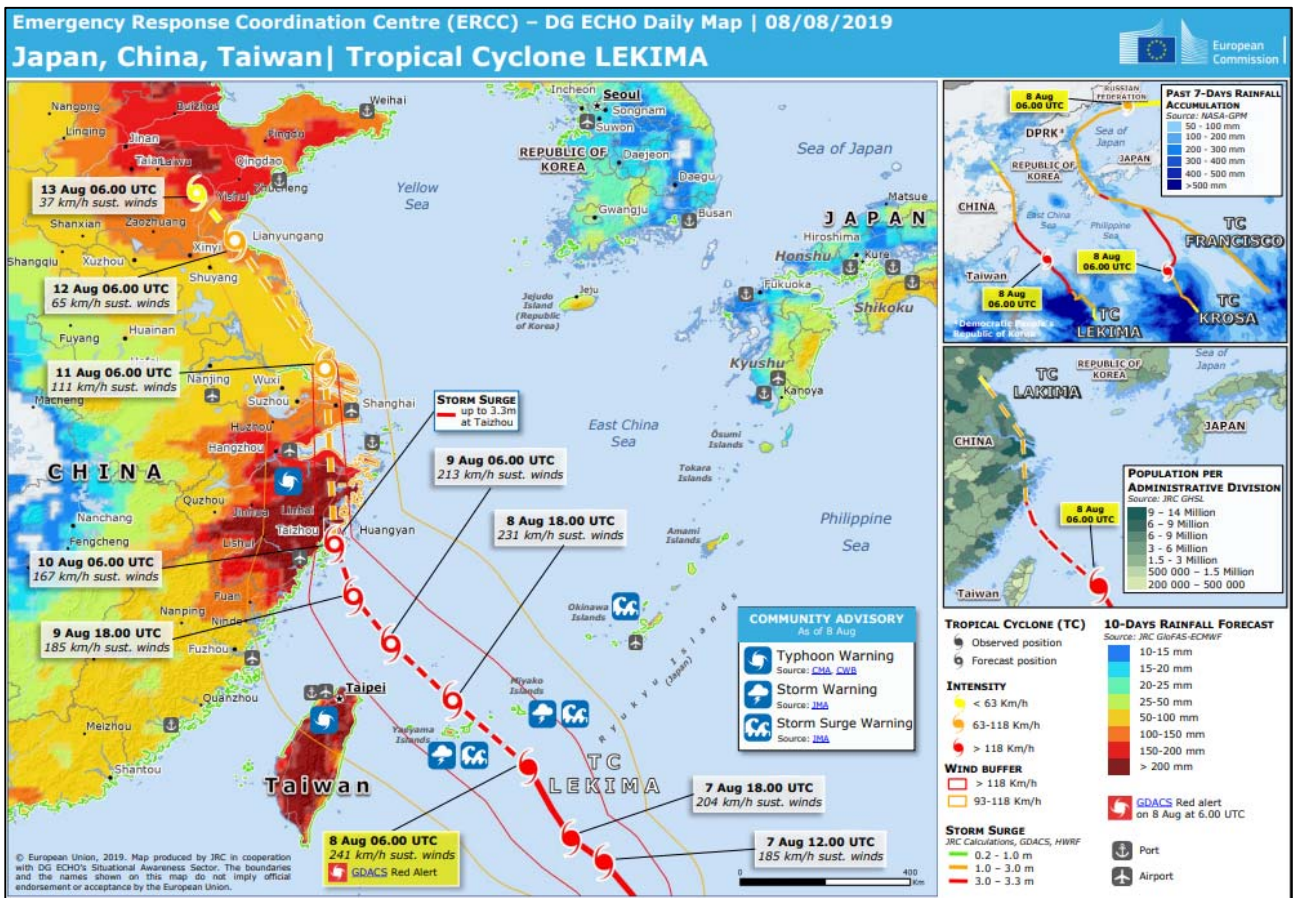 Emergency Response Coordination Centre (ERCC) – DG ECHO Daily Map | 08/08/2019
Japan, China, Taiwan| Tropical Cyclone LEKIMA
European
Commission
Nangong
Linqing
Jihan
Zhucheng
Pingdu
Weihai
Qingdao
Yishui
13 Aug 06.00 UTC
37 km/h sust. winds
Shanxian
Zaozhuang
Xinyi
Lianyungang
Shangqiu
Xuzhou
Shuyang
12 Aug 06.00 UTC
65 km/h sust. winds
Huainan
Fuyang
11 Aug 06.00 UTC
111 km/h sust. winds
Nanjing
Wuxi
Suzhou
Shanghai
Macheng
Huzhou
Hangzhou
CHINA
Quzhou
Jinhua
Linhai
Taizhou
Huangyan
Lishui
Nanchang
Fengcheng
10 Aug 06.00 UTC
167 km/h sust. winds
Nanping
Fuan
Ninde
9 Aug 18.00 UTC
185 km/h sust. winds
Fuzhou
Quanzhou
Meizhou
Shantou
Taipei
Taiwan
Incheon
Seoul
Songnam
Suwon
REPUBLIC OF
KOREA
Daejeon
Daegu
Gwangju
Busan
Yellow
Sea
Sea of Japan
Matsue
JAPAN
Hiroshima
Honshu
Kure
Fukuoka
Shikoku
Jeju
Jejudo
Island
(Republic
of Korea)
Kyushu
Kanoya
STORM SURGE
up to 3.3m
at Taizhou
East China
Sea
Ōsumi
Islands
Tokara
Islands
9 Aug 06.00 UTC
213 km/h sust. winds
8 Aug 18.00 UTC
231 km/h sust. winds
Amami
Islands
Philippine
Sea
Okinawa
Islands
Miyako
Islands
Yaeyama
Islands
Ryukyu Islands
(Japan)
TC
LEKIMA
7 Aug 18.00 UTC
204 km/h sust. winds
7 Aug 12.00 UTC
185 km/h sust. winds
8 Aug 06.00 UTC
241 km/h sust. winds
GDACS Red Alert
COMMUNITY ADVISORY
As of 8 Aug
Typhoon Warning
Source: CMA, CWB
Storm Warning
Source: JMA
Storm Surge Warning
Source: JMA
© European Union, 2019. Map produced by JRC in cooperation
with DG ECHO's Situational Awareness Sector. The boundaries
and the names shown on this map do not imply official
endorsement or acceptance by the European Union.
0
400
Km
8 Aug
06.00 UTC
RUSSIAN
FEDERATION
DPRK*
Sea of
Japan
REPUBLIC OF
KOREA
JAPAN
CHINA
East China
Sea
Philippine
Sea
TC
FRANCISCO
8 Aug
06.00 UTC
Taiwan
8 Aug
06.00 UTC
TC
LEKIMA
TC
KROSA
*Democratic People's
Republic of Korea
PAST 7-DAYS RAINFALL
ACCUMULATION
Source: NASA-GPM
50 - 100 mm
100 - 200 mm
200 - 300 mm
300 - 400 mm
400 - 500 mm
>500 mm
Sea of
Japan
REPUBLIC OF
KOREA
TC
LAKIMA
JAPAN
CHINA
8 Aug
06.00 UTC
Taiwan
POPULATION PER
ADMINISTRATIVE DIVISION
Source: JRC GHSL
9 – 14 Million
6 – 9 Million
3 - 6 Million
1.5 - 3 Million
500 000 – 1.5 Million
200 000 – 500 000
TROPICAL CYCLONE (TC)
Observed position
Forecast position
INTENSITY
< 63 Km/h
63-118 Km/h
> 118 Km/h
WIND BUFFER
> 118 Km/h
93-118 Km/h
STORM SURGE
JRC Calculations, GDACS, HWRF
0.2 - 1.0 m
1.0 – 3.0 m
3.0 – 3.3 m
10-DAYS RAINFALL FORECAST
Source: JRC GloFAS-ECMWF
10-15 mm
15-20 mm
20-25 mm
25-50 mm
50-100 mm
100-150 mm
150-200 mm
> 200 mm
GDACS Red alert
on 8 Aug at 6.00 UTC
Port
Airport